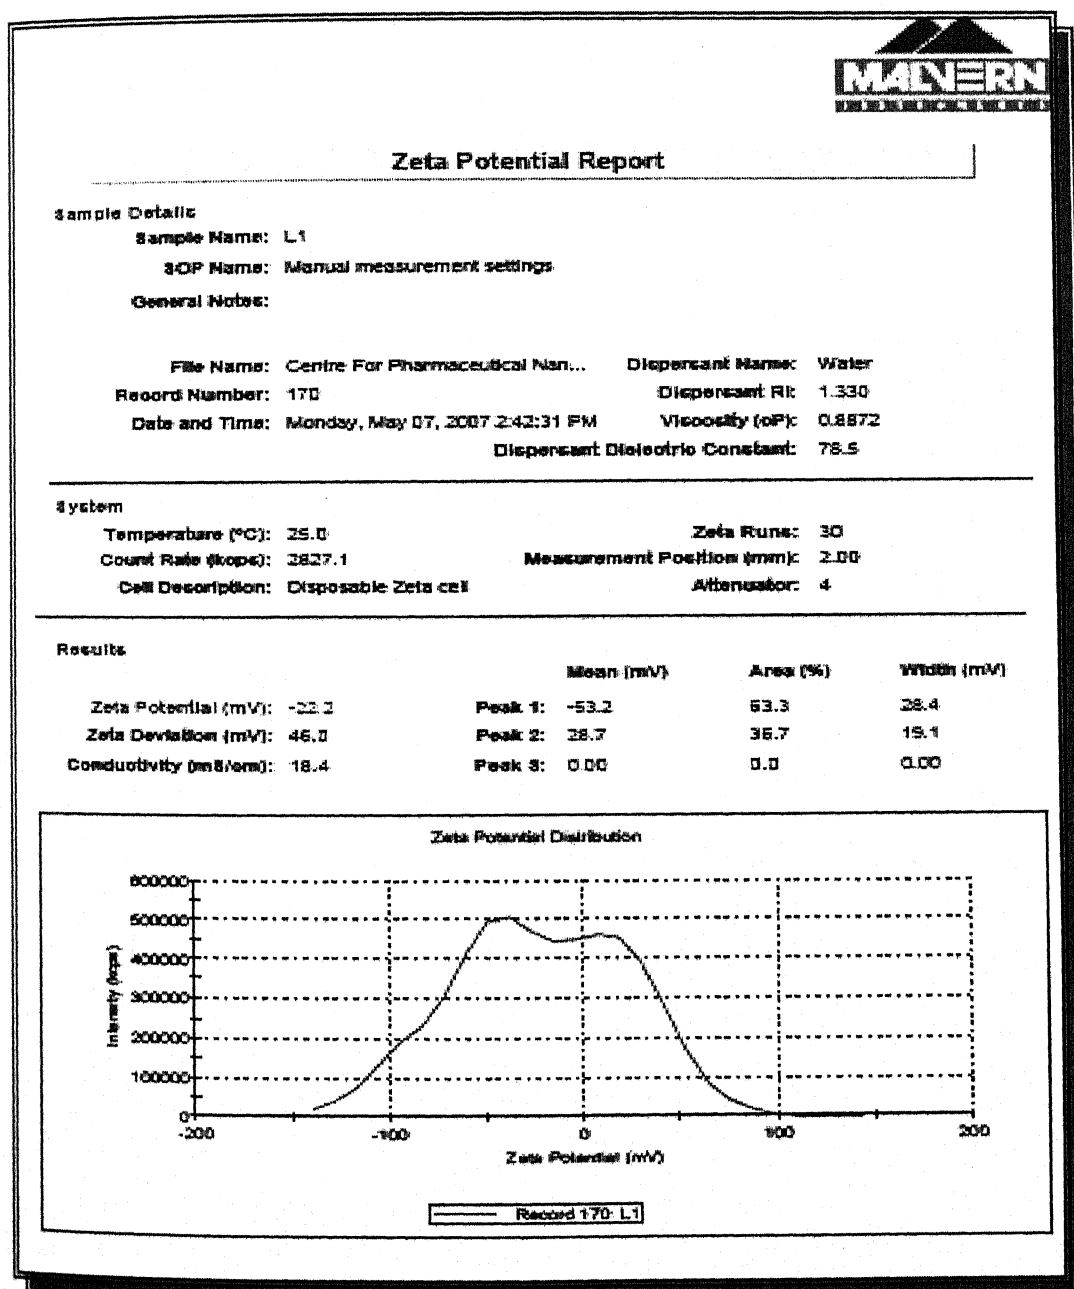 MALVERN
Zeta Potential Report
Sample Details
Sample Name: L1
SOP Name: Manual measurement settings
General Notes:
File Name: Centre For Pharmaceutical Nan... Dispersant Name: Water
Record Number: 170 Dispersant RI: 1.330
Date and Time: Monday, May 07, 2007 2:42:31 PM Viscosity (cP): 0.8872
Dispersant Dielectric Constant: 78.5
System
Temperature (ºC): 25.0 Zeta Runs: 30
Count Rate (kcps): 2827.1 Measurement Position (mm): 2.00
Cell Description: Disposable Zeta cell Attenuator: 4
Results
Mean (mV) Area (%) Width (mV)
Zeta Potential (mV): -22.2 Peak 1: -53.2 63.3 28.4
Zeta Deviation (mV): 46.0 Peak 2: 28.7 36.7 19.1
Conductivity (mS/cm): 18.4 Peak 3: 0.00 0.0 0.00
Zeta Potential Distribution
600000
500000
400000
300000
200000
100000
0
Intensity (kcps)
-200 -100 0 100 200
Zeta Potential (mV)
Record 170: L1